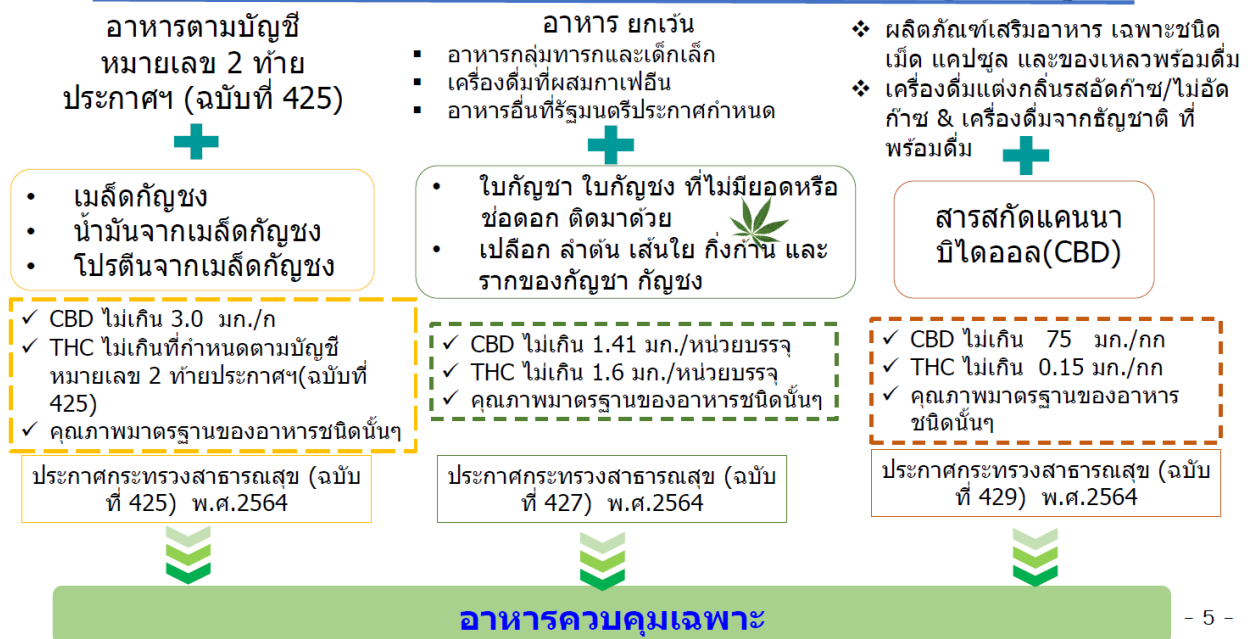 อาหารตามบัญชี
หมายเลข 2 ท้าย
ประกาศฯ (ฉบับที่ 425)
• เมล็ดกัญชง
• น้ำมันจากเมล็ดกัญชง
• โปรตีนจากเมล็ดกัญชง
✓ CBD ไม่เกิน 3.0 มก./ก
✓ THC ไม่เกินที่กำหนดตามบัญชี
หมายเลข 2 ท้ายประกาศฯ(ฉบับที่
425)
✓ คุณภาพมาตรฐานของอาหารชนิดนั้นๆ
ประกาศกระทรวงสาธารณสุข (ฉบับ
ที่ 425) พ.ศ.2564
อาหาร ยกเว้น
▪ อาหารกลุ่มทารกและเด็กเล็ก
▪ เครื่องดื่มที่ผสมกาเฟอีน
▪ อาหารอื่นที่รัฐมนตรีประกาศกำหนด
• ใบกัญชา ใบกัญชง ที่ไม่มียอดหรือ
ช่อดอก ติดมาด้วย
• เปลือก ลำต้น เส้นใย กิ่งก้าน และ
รากของกัญชา กัญชง
✓ CBD ไม่เกิน 1.41 มก./หน่วยบรรจุ
✓ THC ไม่เกิน 1.6 มก./หน่วยบรรจุ
✓ คุณภาพมาตรฐานของอาหารชนิดนั้นๆ
ประกาศกระทรวงสาธารณสุข (ฉบับ
ที่ 427) พ.ศ.2564
❖ ผลิตภัณฑ์เสริมอาหาร เฉพาะชนิด
เม็ด แคปซูล และของเหลวพร้อมดื่ม
❖ เครื่องดื่มแต่งกลิ่นรสอัดก๊าซ/ไม่อัด
ก๊าซ & เครื่องดื่มจากธัญชาติ ที่
พร้อมดื่ม
สารสกัดแคนนา
บิไดออล(CBD)
✓ CBD ไม่เกิน 75 มก./กก
✓ THC ไม่เกิน 0.15 มก./กก
✓ คุณภาพมาตรฐานของอาหาร
ชนิดนั้นๆ
ประกาศกระทรวงสาธารณสุข (ฉบับ
ที่ 429) พ.ศ.2564
อาหารควบคุมเฉพาะ
- 5 -